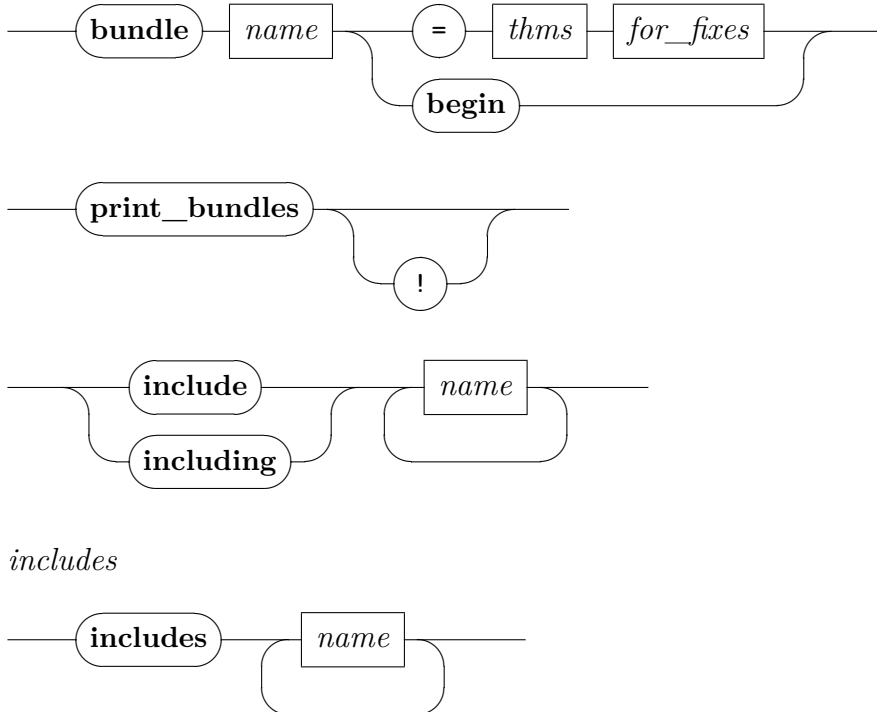 bundle name = thms for_fixes
begin
print_bundles
!
include name
including
includes
includes name